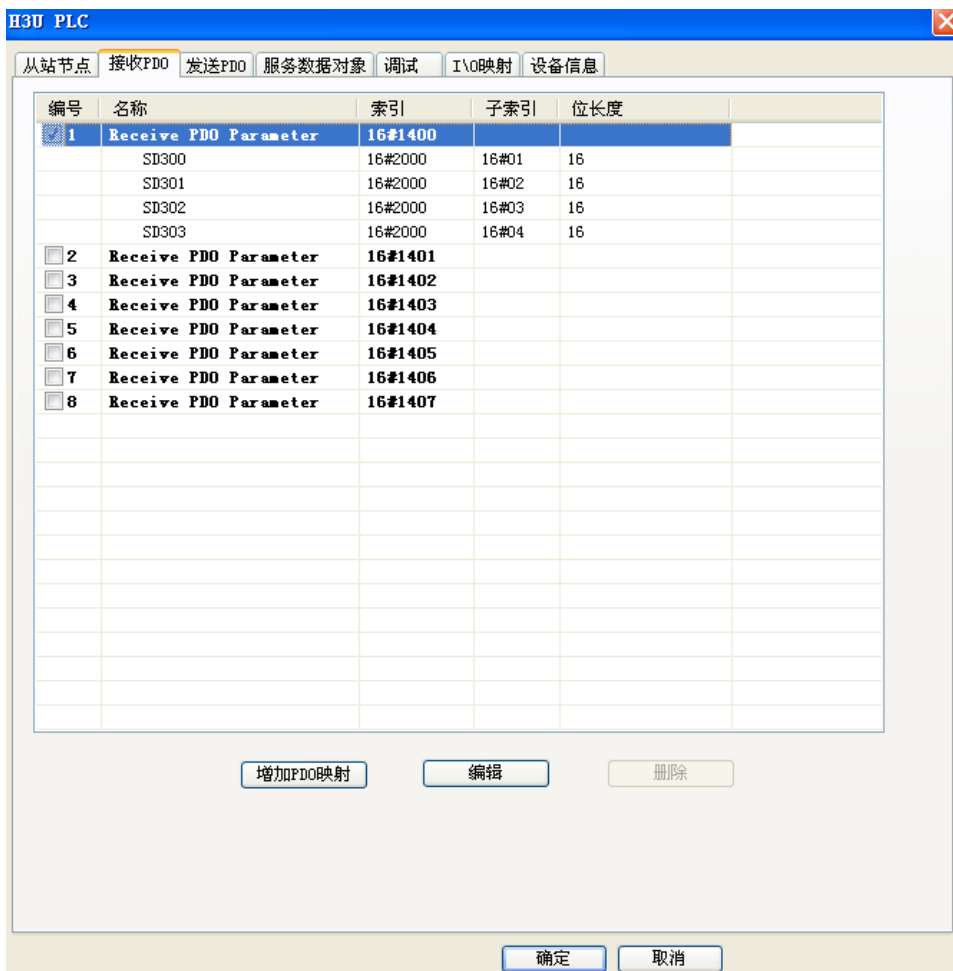 H3U PLC
从站节点 接收PDO 发送PDO 服务数据对象 调试 I\O映射 设备信息
编号 名称 索引 子索引 位长度
1 Receive PDO Parameter 16#1400
SD300 16#2000 16#01 16
SD301 16#2000 16#02 16
SD302 16#2000 16#03 16
SD303 16#2000 16#04 16
2 Receive PDO Parameter 16#1401
3 Receive PDO Parameter 16#1402
4 Receive PDO Parameter 16#1403
5 Receive PDO Parameter 16#1404
6 Receive PDO Parameter 16#1405
7 Receive PDO Parameter 16#1406
8 Receive PDO Parameter 16#1407
增加PDO映射 编辑 删除
确定 取消